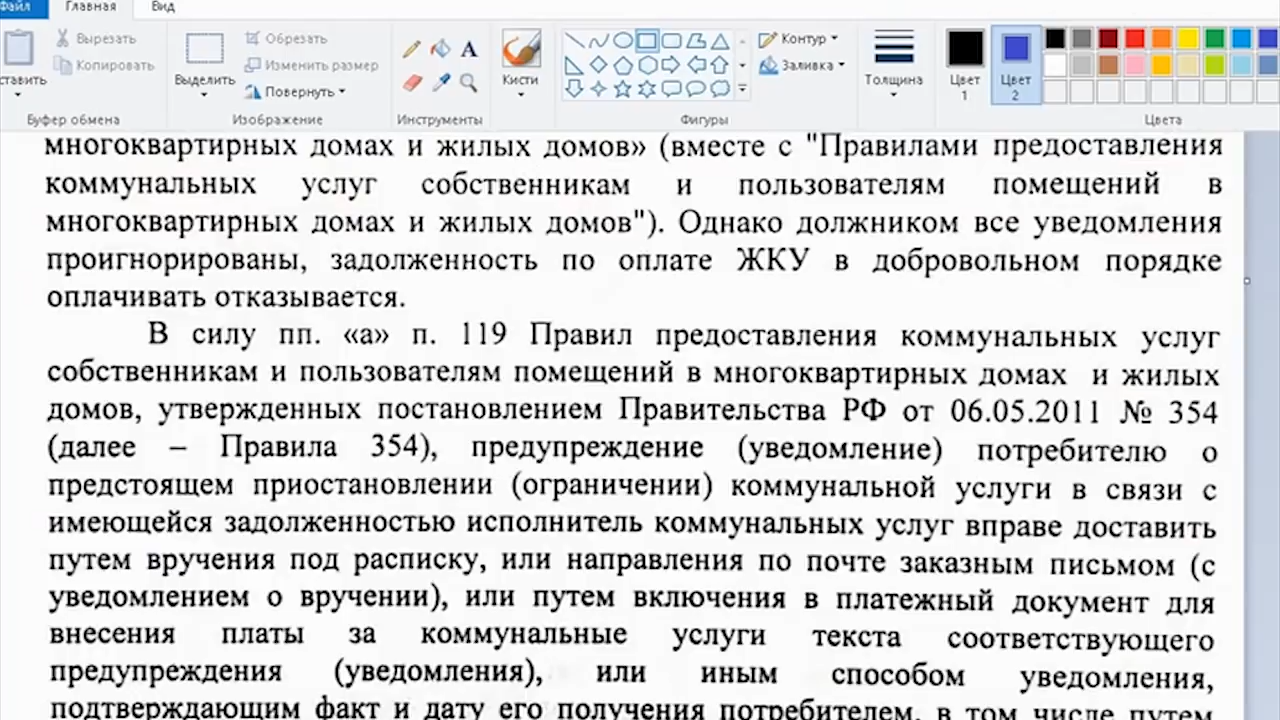 Файл Главная Вид
Вырезать
Копировать
ставить
Буфер обмена
Выделить
Обрезать
Изменить размер
Повернуть
Изображение
A
Инструменты
Кисти
Контур
Заливка
Фигуры
Толщина
Цвет 1
Цвет 2
Цвета
многоквартирных домах и жилых домов» (вместе с "Правилами предоставления
коммунальных услуг собственникам и пользователям помещений в
многоквартирных домах и жилых домов"). Однако должником все уведомления
проигнорированы, задолженность по оплате ЖКУ в добровольном порядке
оплачивать отказывается.
В силу пп. «а» п. 119 Правил предоставления коммунальных услуг
собственникам и пользователям помещений в многоквартирных домах и жилых
домов, утвержденных постановлением Правительства РФ от 06.05.2011 № 354
(далее – Правила 354), предупреждение (уведомление) потребителю о
предстоящем приостановлении (ограничении) коммунальной услуги в связи с
имеющейся задолженностью исполнитель коммунальных услуг вправе доставить
путем вручения под расписку, или направления по почте заказным письмом (с
уведомлением о вручении), или путем включения в платежный документ для
внесения платы за коммунальные услуги текста соответствующего
предупреждения (уведомления), или иным способом уведомления,
подтверждающим факт и дату его получения потребителем, в том числе путем